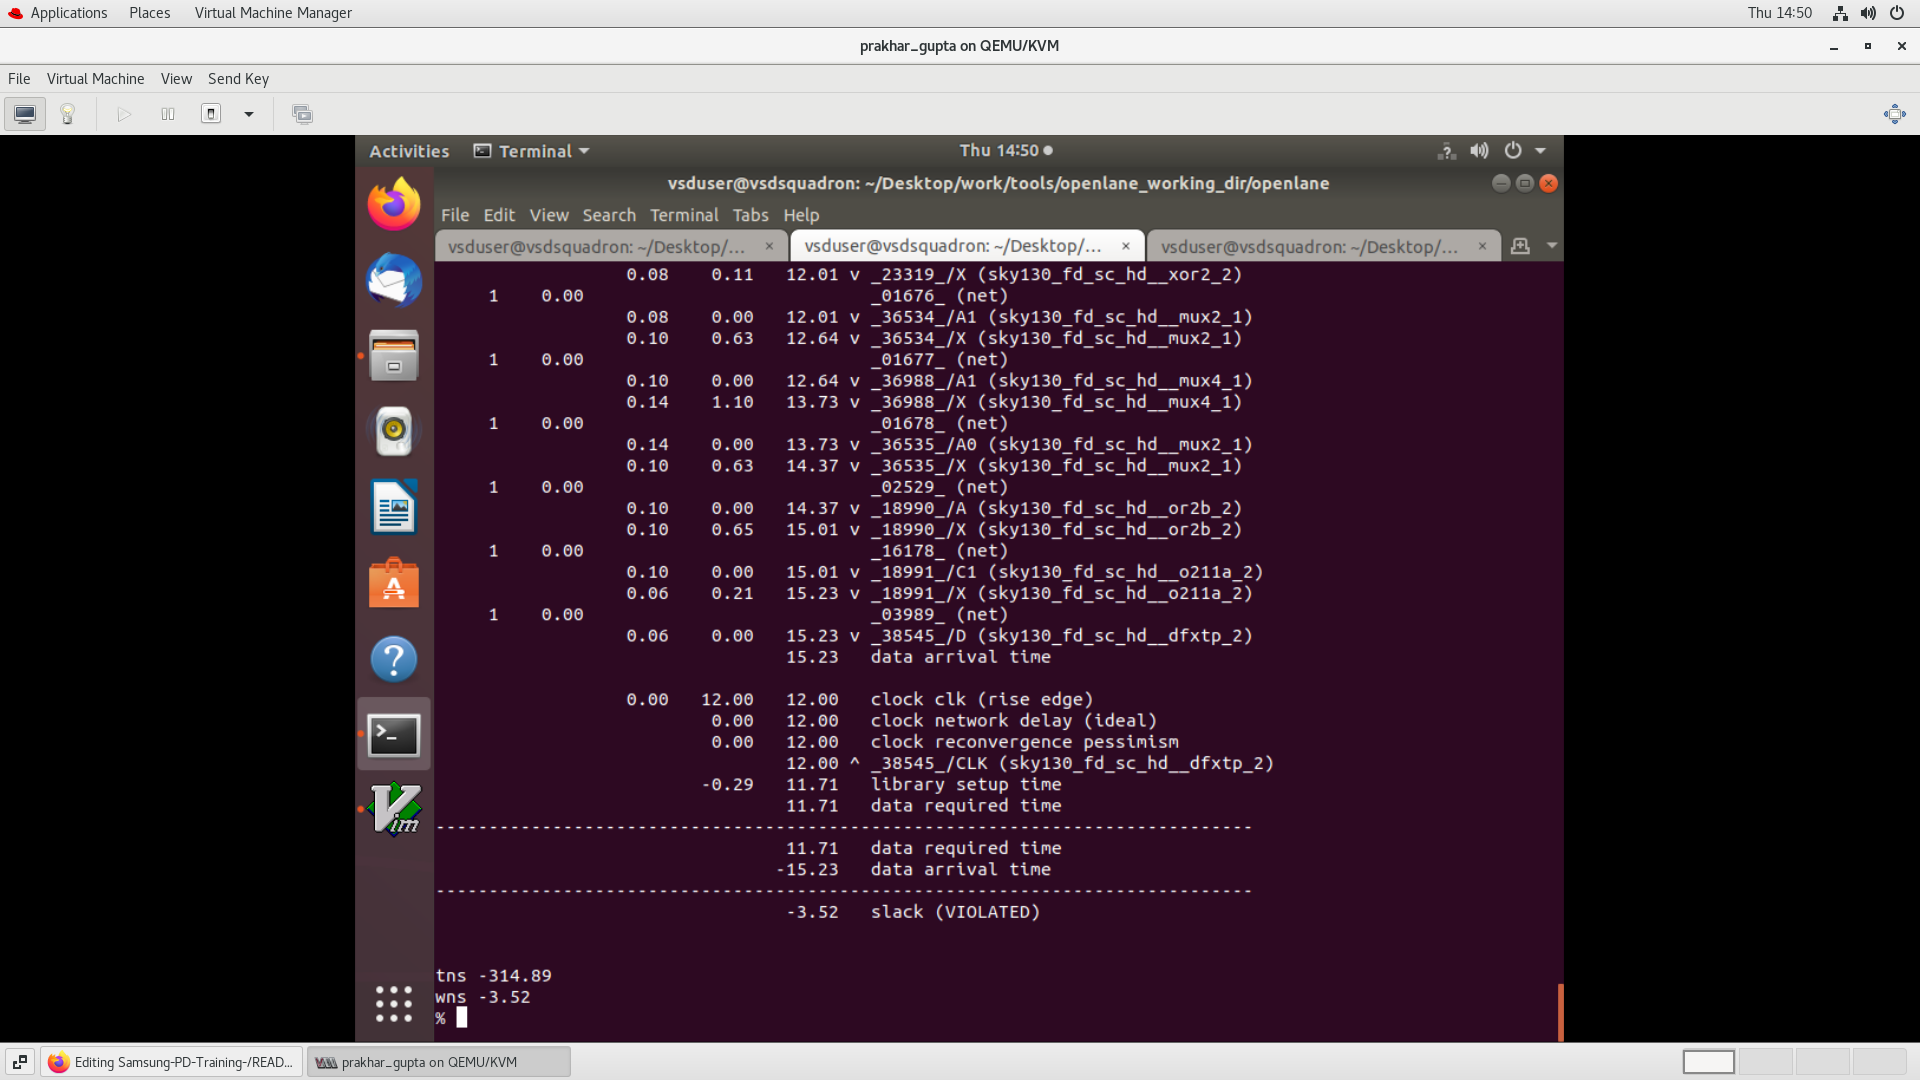 Applications Places Virtual Machine Manager Thu 14:50
prakhar_gupta on QEMU/KVM
File Virtual Machine View Send Key
Activities Terminal Thu 14:50
vsduser@vsdsquadron: ~/Desktop/work/tools/openlane_working_dir/openlane
File Edit View Search Terminal Tabs Help
vsduser@vsdsquadron: ~/Desktop/... × vsduser@vsdsquadron: ~/Desktop/... × vsduser@vsdsquadron: ~/Desktop/... ×
0.08 0.11 12.01 v _23319_/X (sky130_fd_sc_hd__xor2_2)
1 0.00 _01676_ (net)
0.08 0.00 12.01 v _36534_/A1 (sky130_fd_sc_hd__mux2_1)
0.10 0.63 12.64 v _36534_/X (sky130_fd_sc_hd__mux2_1)
1 0.00 _01677_ (net)
0.10 0.00 12.64 v _36988_/A1 (sky130_fd_sc_hd__mux4_1)
0.14 1.10 13.73 v _36988_/X (sky130_fd_sc_hd__mux4_1)
1 0.00 _01678_ (net)
0.14 0.00 13.73 v _36535_/A0 (sky130_fd_sc_hd__mux2_1)
0.10 0.63 14.37 v _36535_/X (sky130_fd_sc_hd__mux2_1)
1 0.00 _02529_ (net)
0.10 0.00 14.37 v _18990_/A (sky130_fd_sc_hd__or2b_2)
0.10 0.65 15.01 v _18990_/X (sky130_fd_sc_hd__or2b_2)
1 0.00 _16178_ (net)
0.10 0.00 15.01 v _18991_/C1 (sky130_fd_sc_hd__o211a_2)
0.06 0.21 15.23 v _18991_/X (sky130_fd_sc_hd__o211a_2)
1 0.00 _03989_ (net)
0.06 0.00 15.23 v _38545_/D (sky130_fd_sc_hd__dfxtp_2)
15.23 data arrival time
0.00 12.00 12.00 clock clk (rise edge)
0.00 12.00 clock network delay (ideal)
0.00 12.00 clock reconvergence pessimism
12.00 ^ _38545_/CLK (sky130_fd_sc_hd__dfxtp_2)
-0.29 11.71 library setup time
11.71 data required time
-----------------------------------------------------------------------------
11.71 data required time
-15.23 data arrival time
-----------------------------------------------------------------------------
-3.52 slack (VIOLATED)
tns -314.89
wns -3.52
%
Editing Samsung-PD-Training-/READ... prakhar_gupta on QEMU/KVM